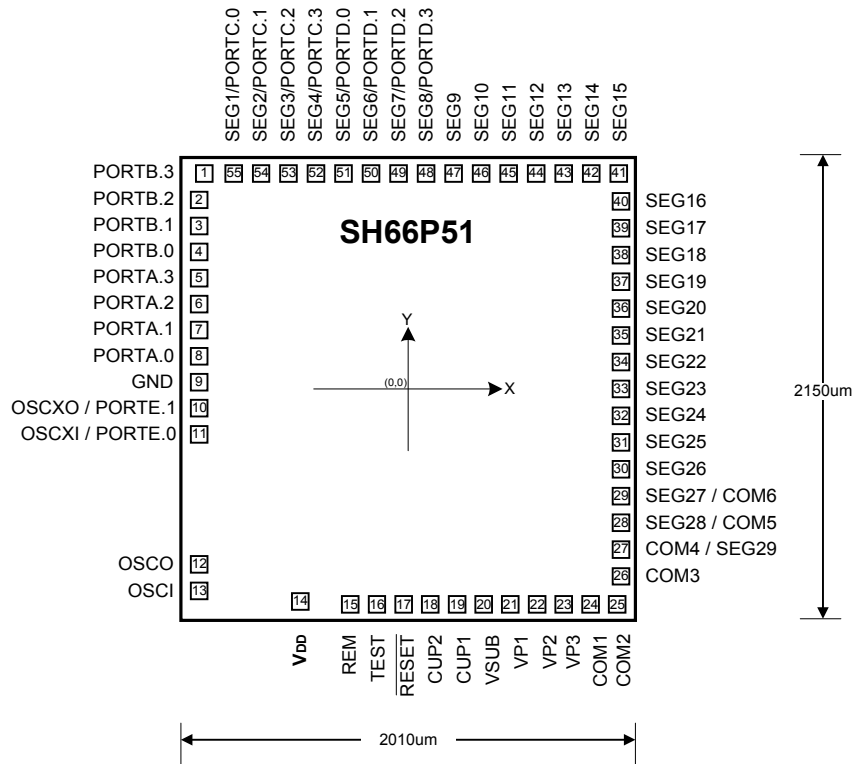 SEG1/PORTC.0
SEG2/PORTC.1
SEG3/PORTC.2
SEG4/PORTC.3
SEG5/PORTD.0
SEG6/PORTD.1
SEG7/PORTD.2
SEG8/PORTD.3
SEG9
SEG10
SEG11
SEG12
SEG13
SEG14
SEG15
PORTB.3
1 55 54 53 52 51 50 49 48 47 46 45 44 43 42 41
PORTB.2 2
PORTB.1 3
PORTB.0 4
PORTA.3 5
PORTA.2 6
PORTA.1 7
PORTA.0 8
GND 9
OSCXO / PORTE.1 10
OSCXI / PORTE.0 11
OSCO 12
OSCI 13
SH66P51
Y
(0,0)
X
40 SEG16
39 SEG17
38 SEG18
37 SEG19
36 SEG20
35 SEG21
34 SEG22
33 SEG23
32 SEG24
31 SEG25
30 SEG26
29 SEG27 / COM6
28 SEG28 / COM5
27 COM4 / SEG29
26 COM3
2150um
14 15 16 17 18 19 20 21 22 23 24 25
VDD
REM
TEST
RESET
CUP2
CUP1
VSUB
VP1
VP2
VP3
COM1
COM2
2010um